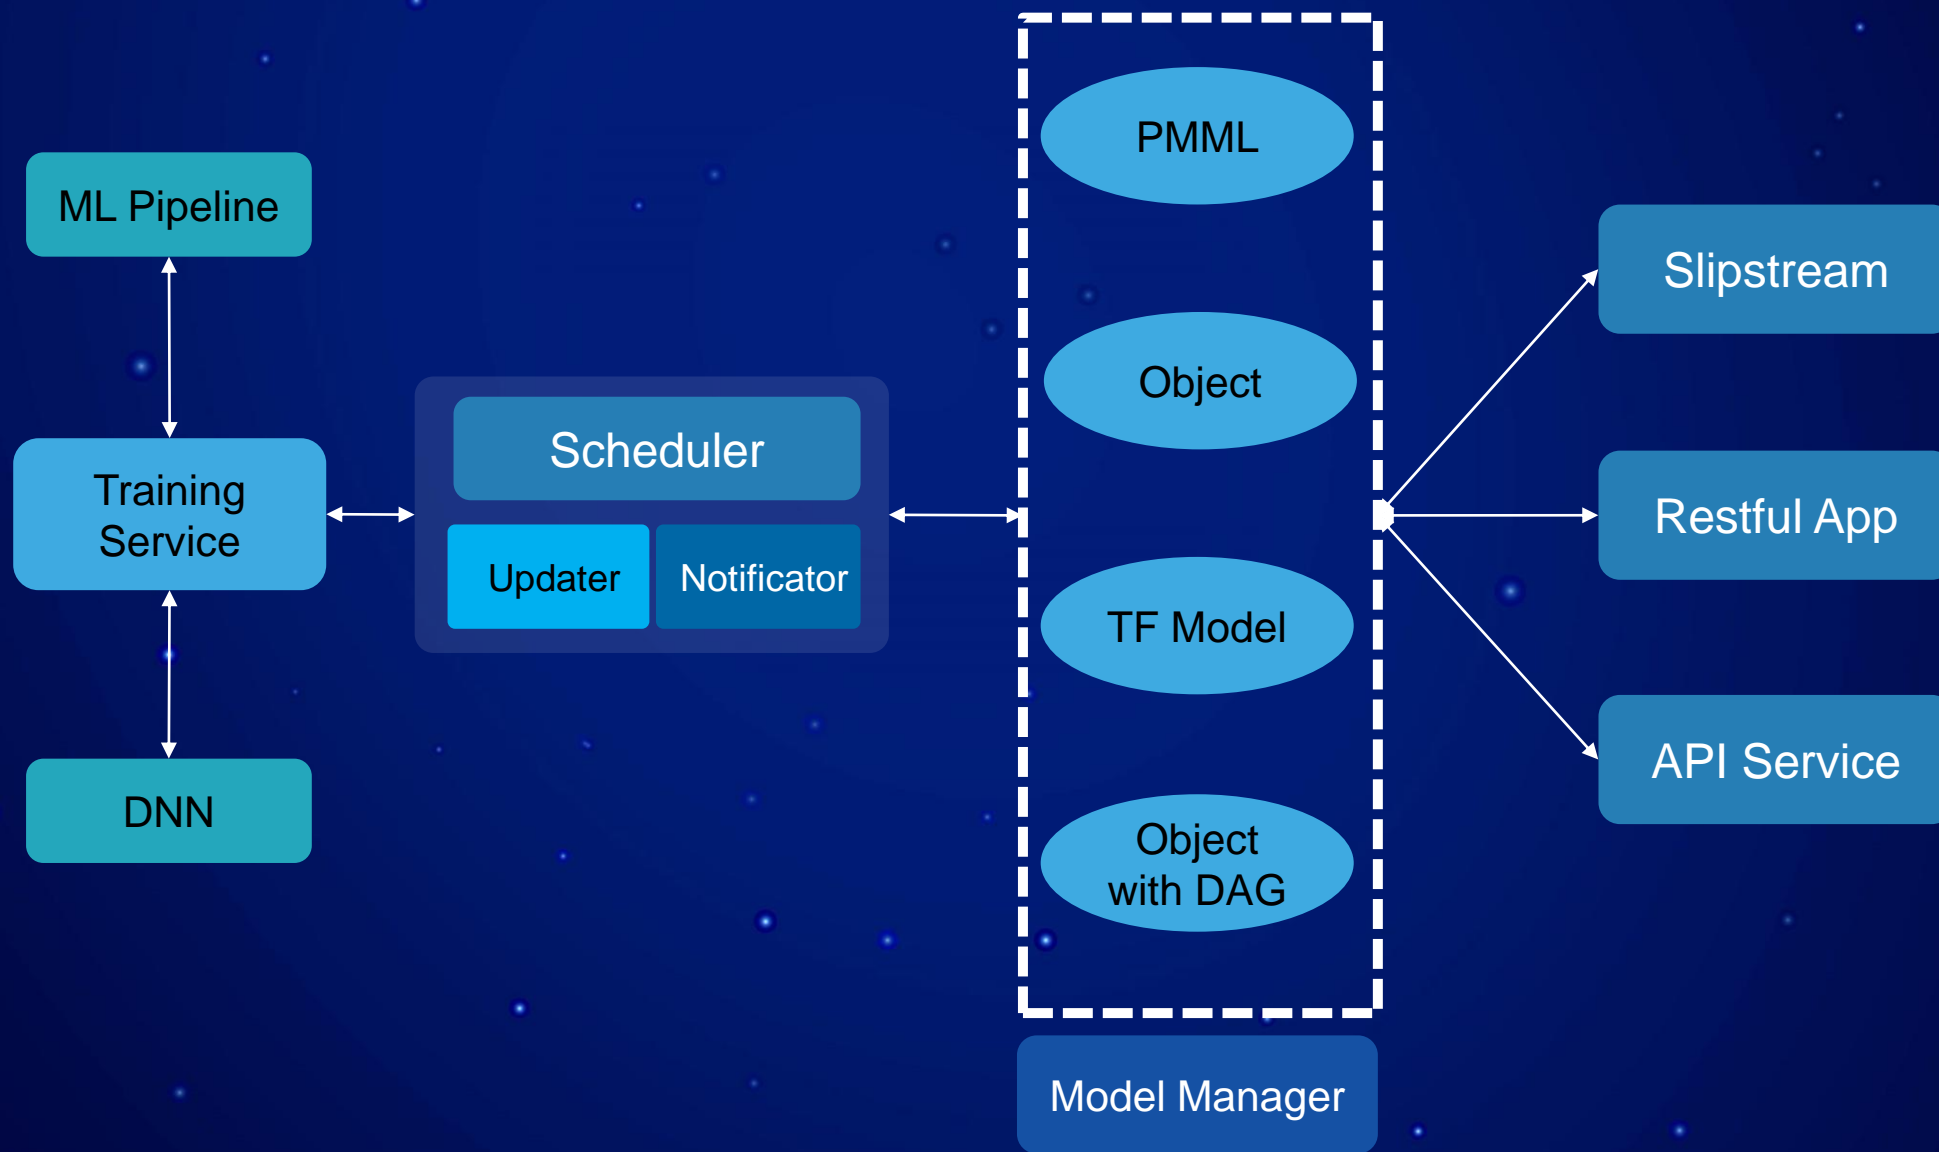 ML Pipeline
Training
Service
DNN
Scheduler
Updater
Notificator
PMML
Object
TF Model
Object
with DAG
Model Manager
Slipstream
Restful App
API Service